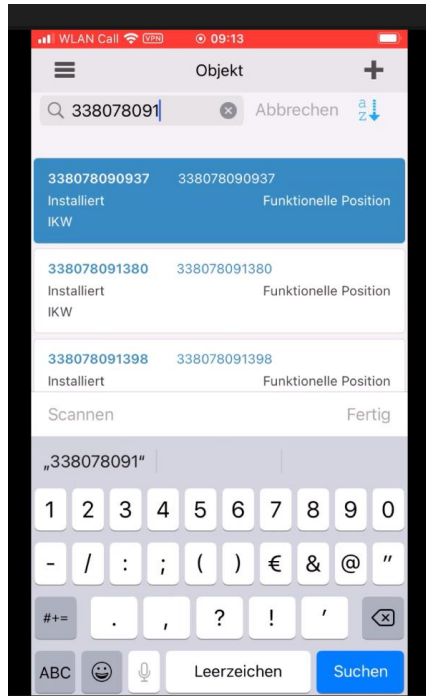 WLAN Call VPN 09:13
Objekt
338078091 Abbrechen a z
338078090937 338078090937
Installiert Funktionelle Position
IKW
338078091380 338078091380
Installiert Funktionelle Position
IKW
338078091398 338078091398
Installiert Funktionelle Position
Scannen Fertig
„338078091“
1 2 3 4 5 6 7 8 9 0
- / : ; ( ) € & @ "
#+= . , ? ! '
ABC Leerzeichen Suchen